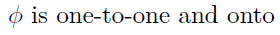 ϕ is one-to-one and onto